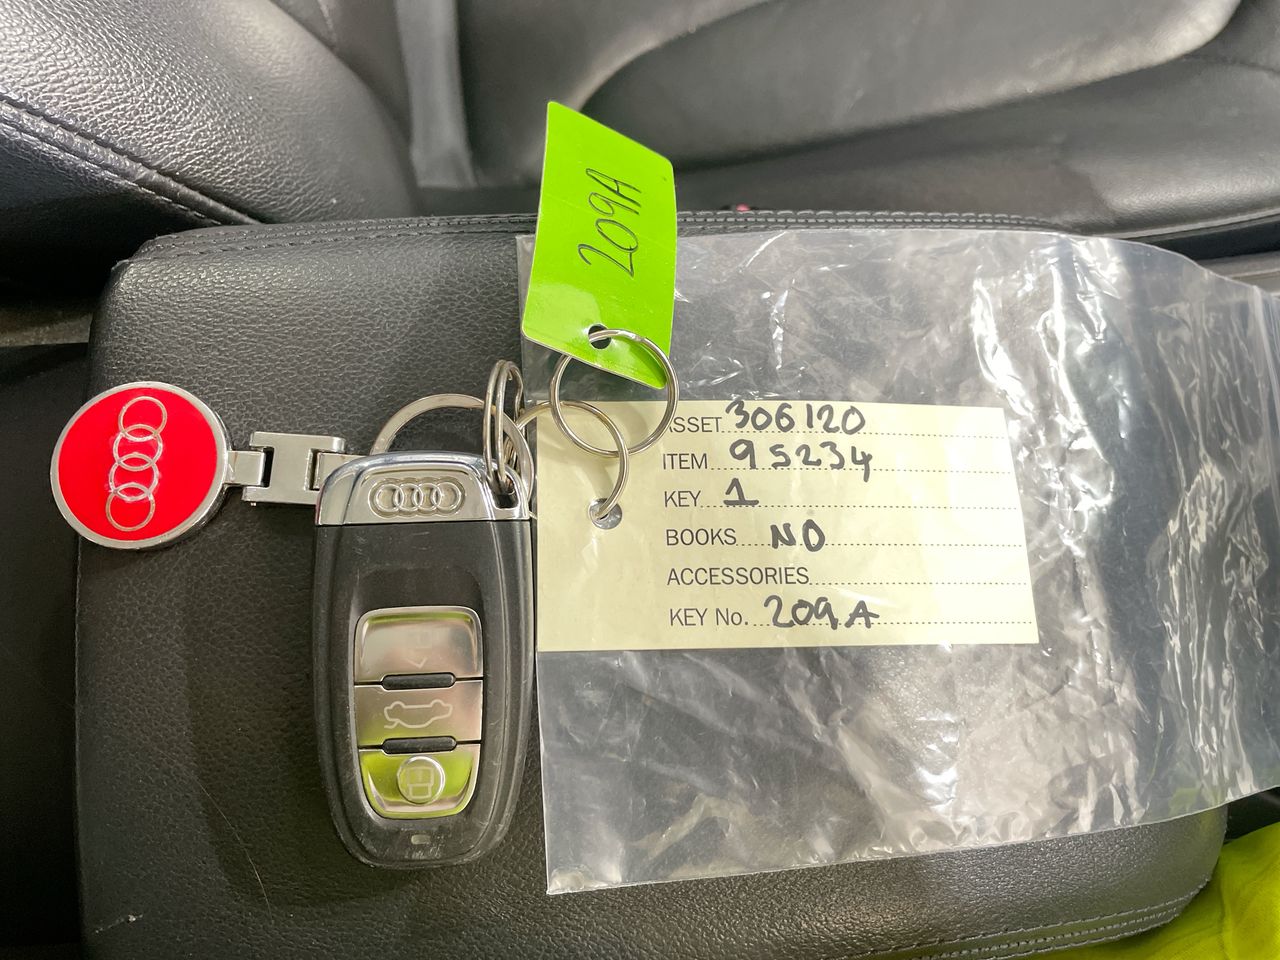 209A
ASSET 306120
ITEM 95234
KEY 1
BOOKS NO
ACCESSORIES
KEY No. 209A